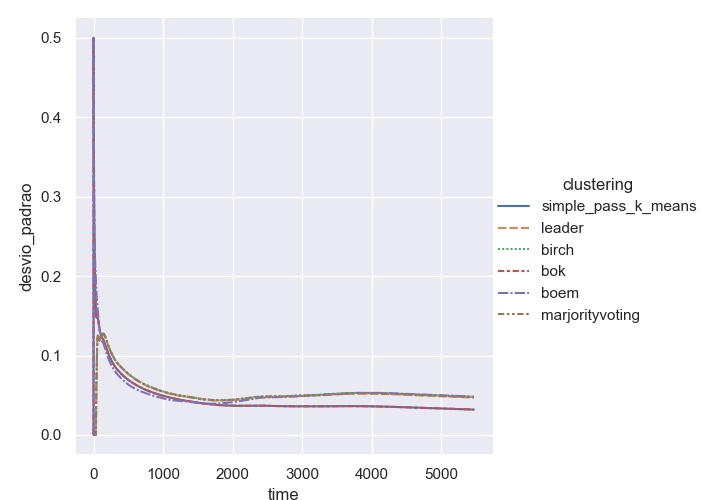 0.5
0.4
0.3
0.2
0.1
0.0
desvio_padrao
0
1000
2000
3000
4000
5000
time
clustering
simple_pass_k_means
leader
birch
bok
boem
marjorityvoting